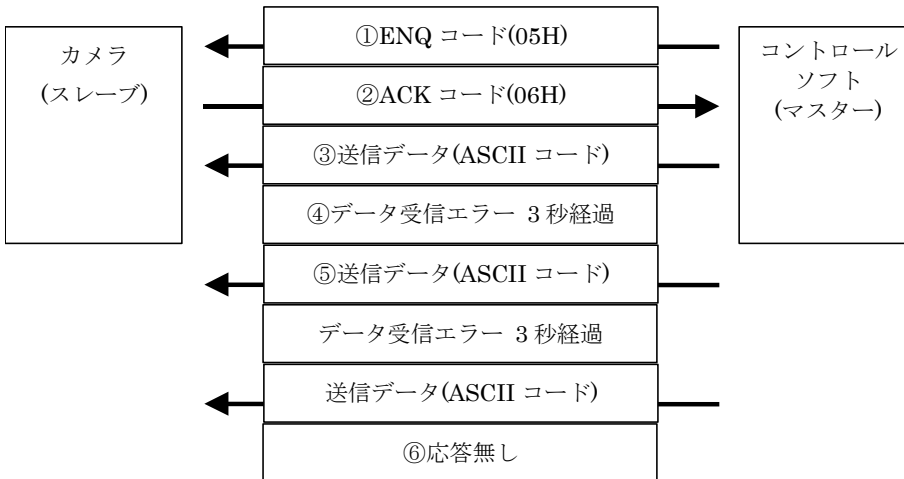 カメラ
(スレーブ)
①ENQ コード(05H)
②ACK コード(06H)
③送信データ(ASCII コード)
④データ受信エラー 3 秒経過
⑤送信データ(ASCII コード)
データ受信エラー 3 秒経過
送信データ(ASCII コード)
⑥応答無し
コントロール
ソフト
(マスター)